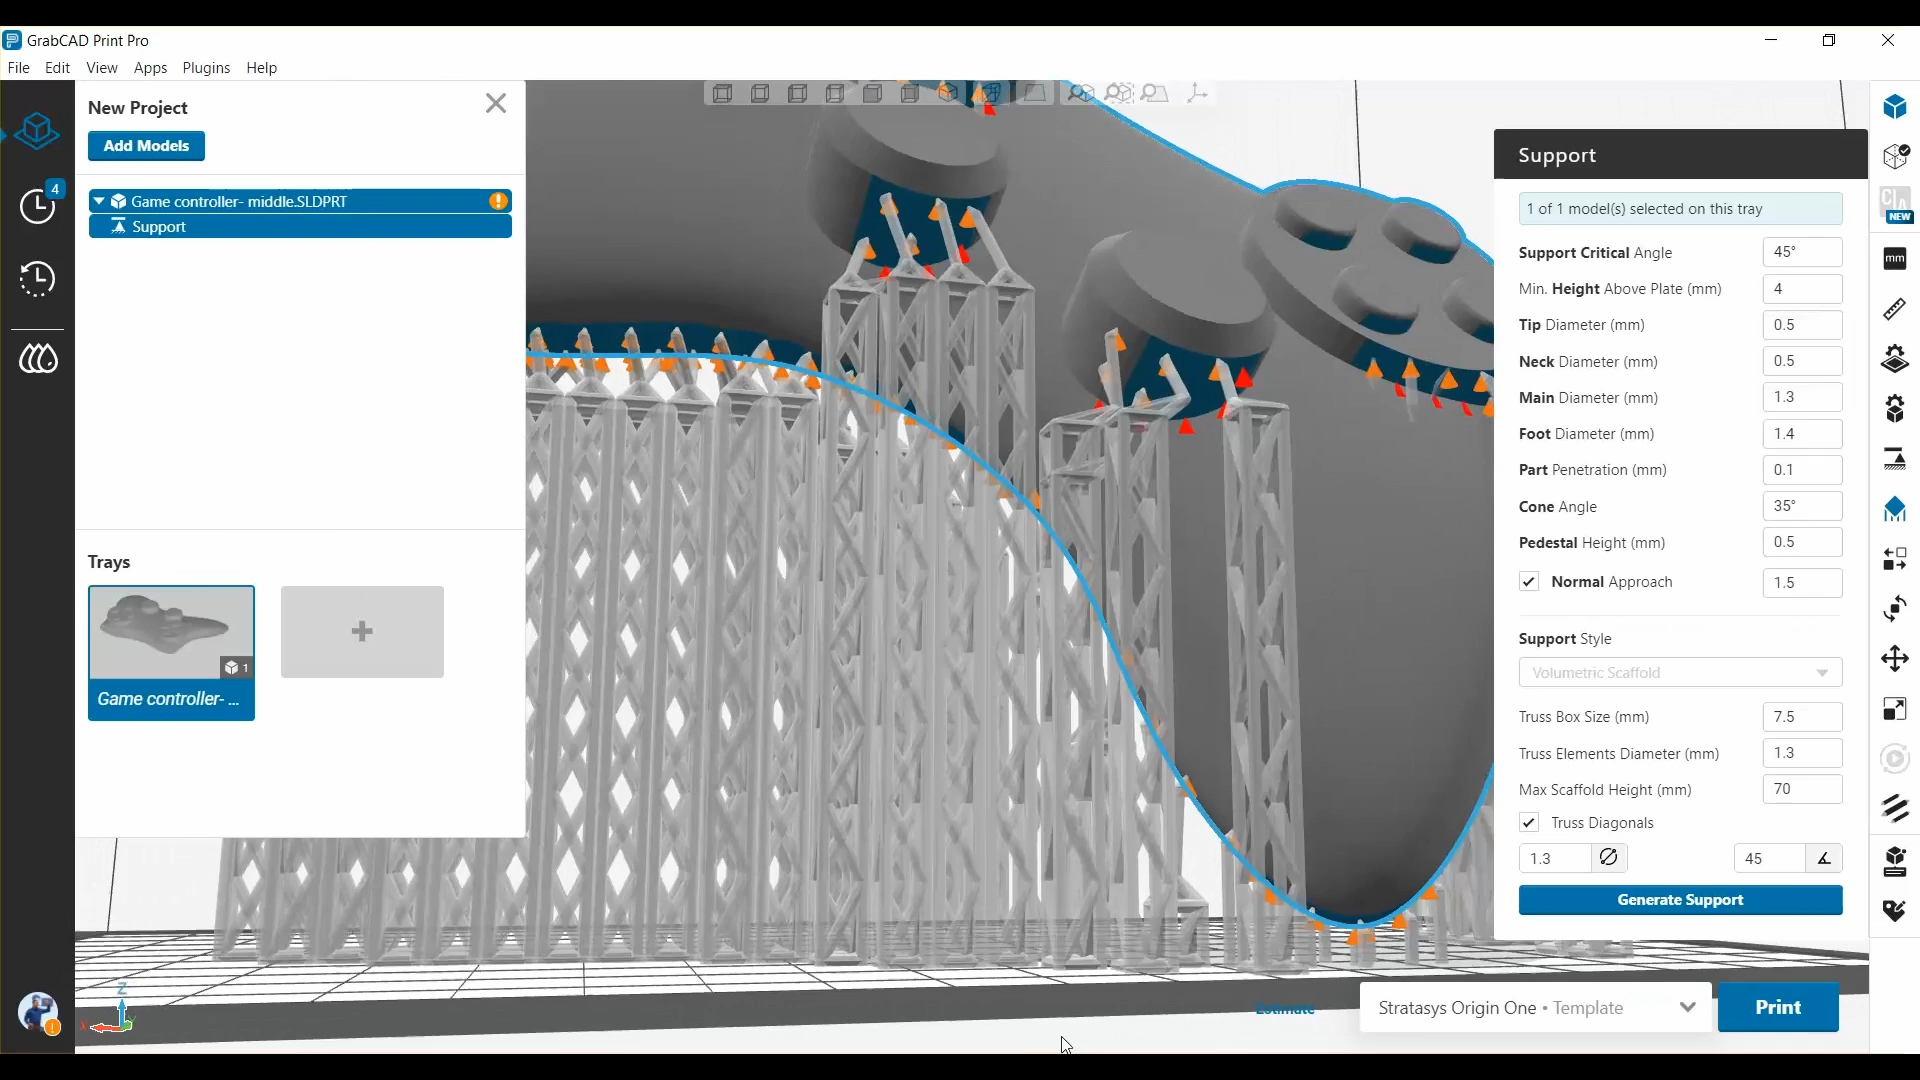 GrabCAD Print Pro
File Edit View Apps Plugins Help
New Project
Add Models
Game controller- middle.SLDPRT
Support
4
Trays
1
Game controller- ...
Support
1 of 1 model(s) selected on this tray
Support Critical Angle 45°
Min. Height Above Plate (mm) 4
Tip Diameter (mm) 0.5
Neck Diameter (mm) 0.5
Main Diameter (mm) 1.3
Foot Diameter (mm) 1.4
Part Penetration (mm) 0.1
Cone Angle 35°
Pedestal Height (mm) 0.5
Normal Approach 1.5
Support Style
Volumetric Scaffold
Truss Box Size (mm) 7.5
Truss Elements Diameter (mm) 1.3
Max Scaffold Height (mm) 70
Truss Diagonals
1.3 45
Generate Support
NEW
mm
Z
X
Y
Estimate
Stratasys Origin One • Template
Print